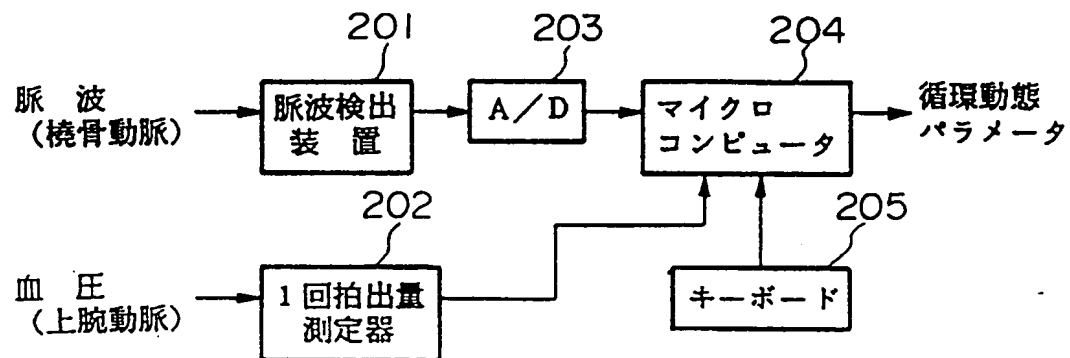 201
203
204
脈 波
(橈骨動脈)
脈波検出
装 置
A/D
マイクロ
コンピュータ
循環動態
パラメータ
202
205
血 圧
(上腕動脈)
1回拍出量
測定器
キーボード